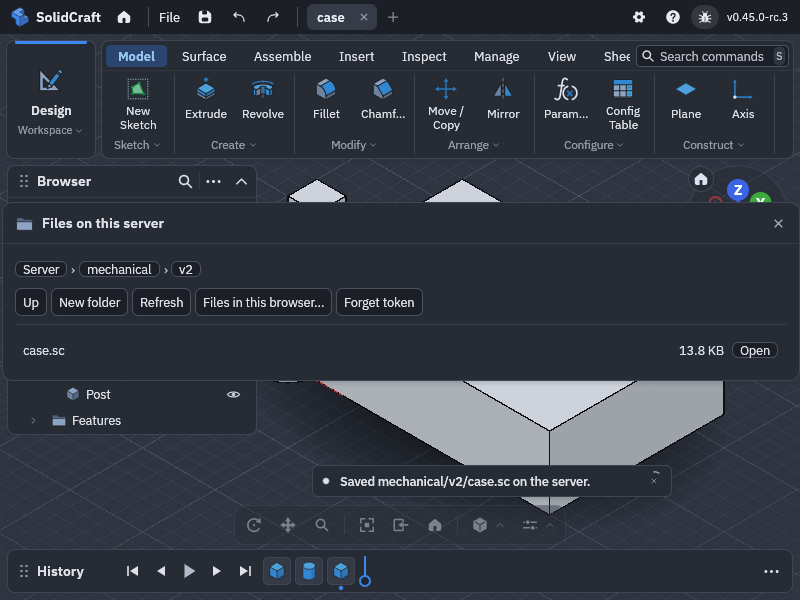 SolidCraft File case v0.45.0-rc.3
Design
Workspace
Model Surface Assemble Insert Inspect Manage View Search commands S
New Sketch Extrude Revolve Fillet Chamf... Move / Copy Mirror Param... Config Table Plane Axis
Sketch Create Modify Arrange Configure Construct
Browser
Z
Files on this server
Server › mechanical › v2
Up New folder Refresh Files in this browser... Forget token
case.sc 13.8 KB Open
Post
Features
Saved mechanical/v2/case.sc on the server.
History